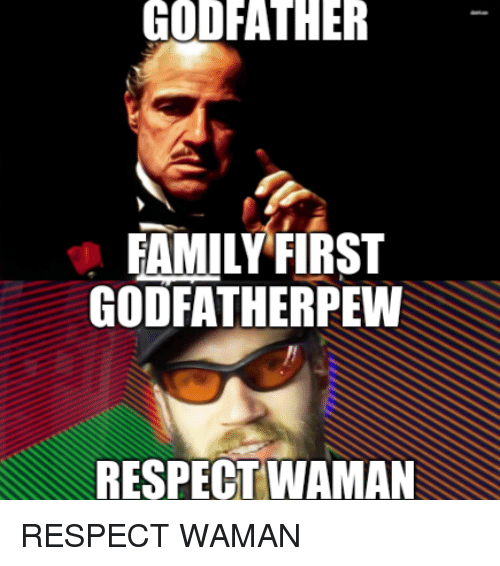 GODFATHER
FAMILY FIRST
GODFATHERPEW
RESPECT WAMAN
RESPECT WAMAN